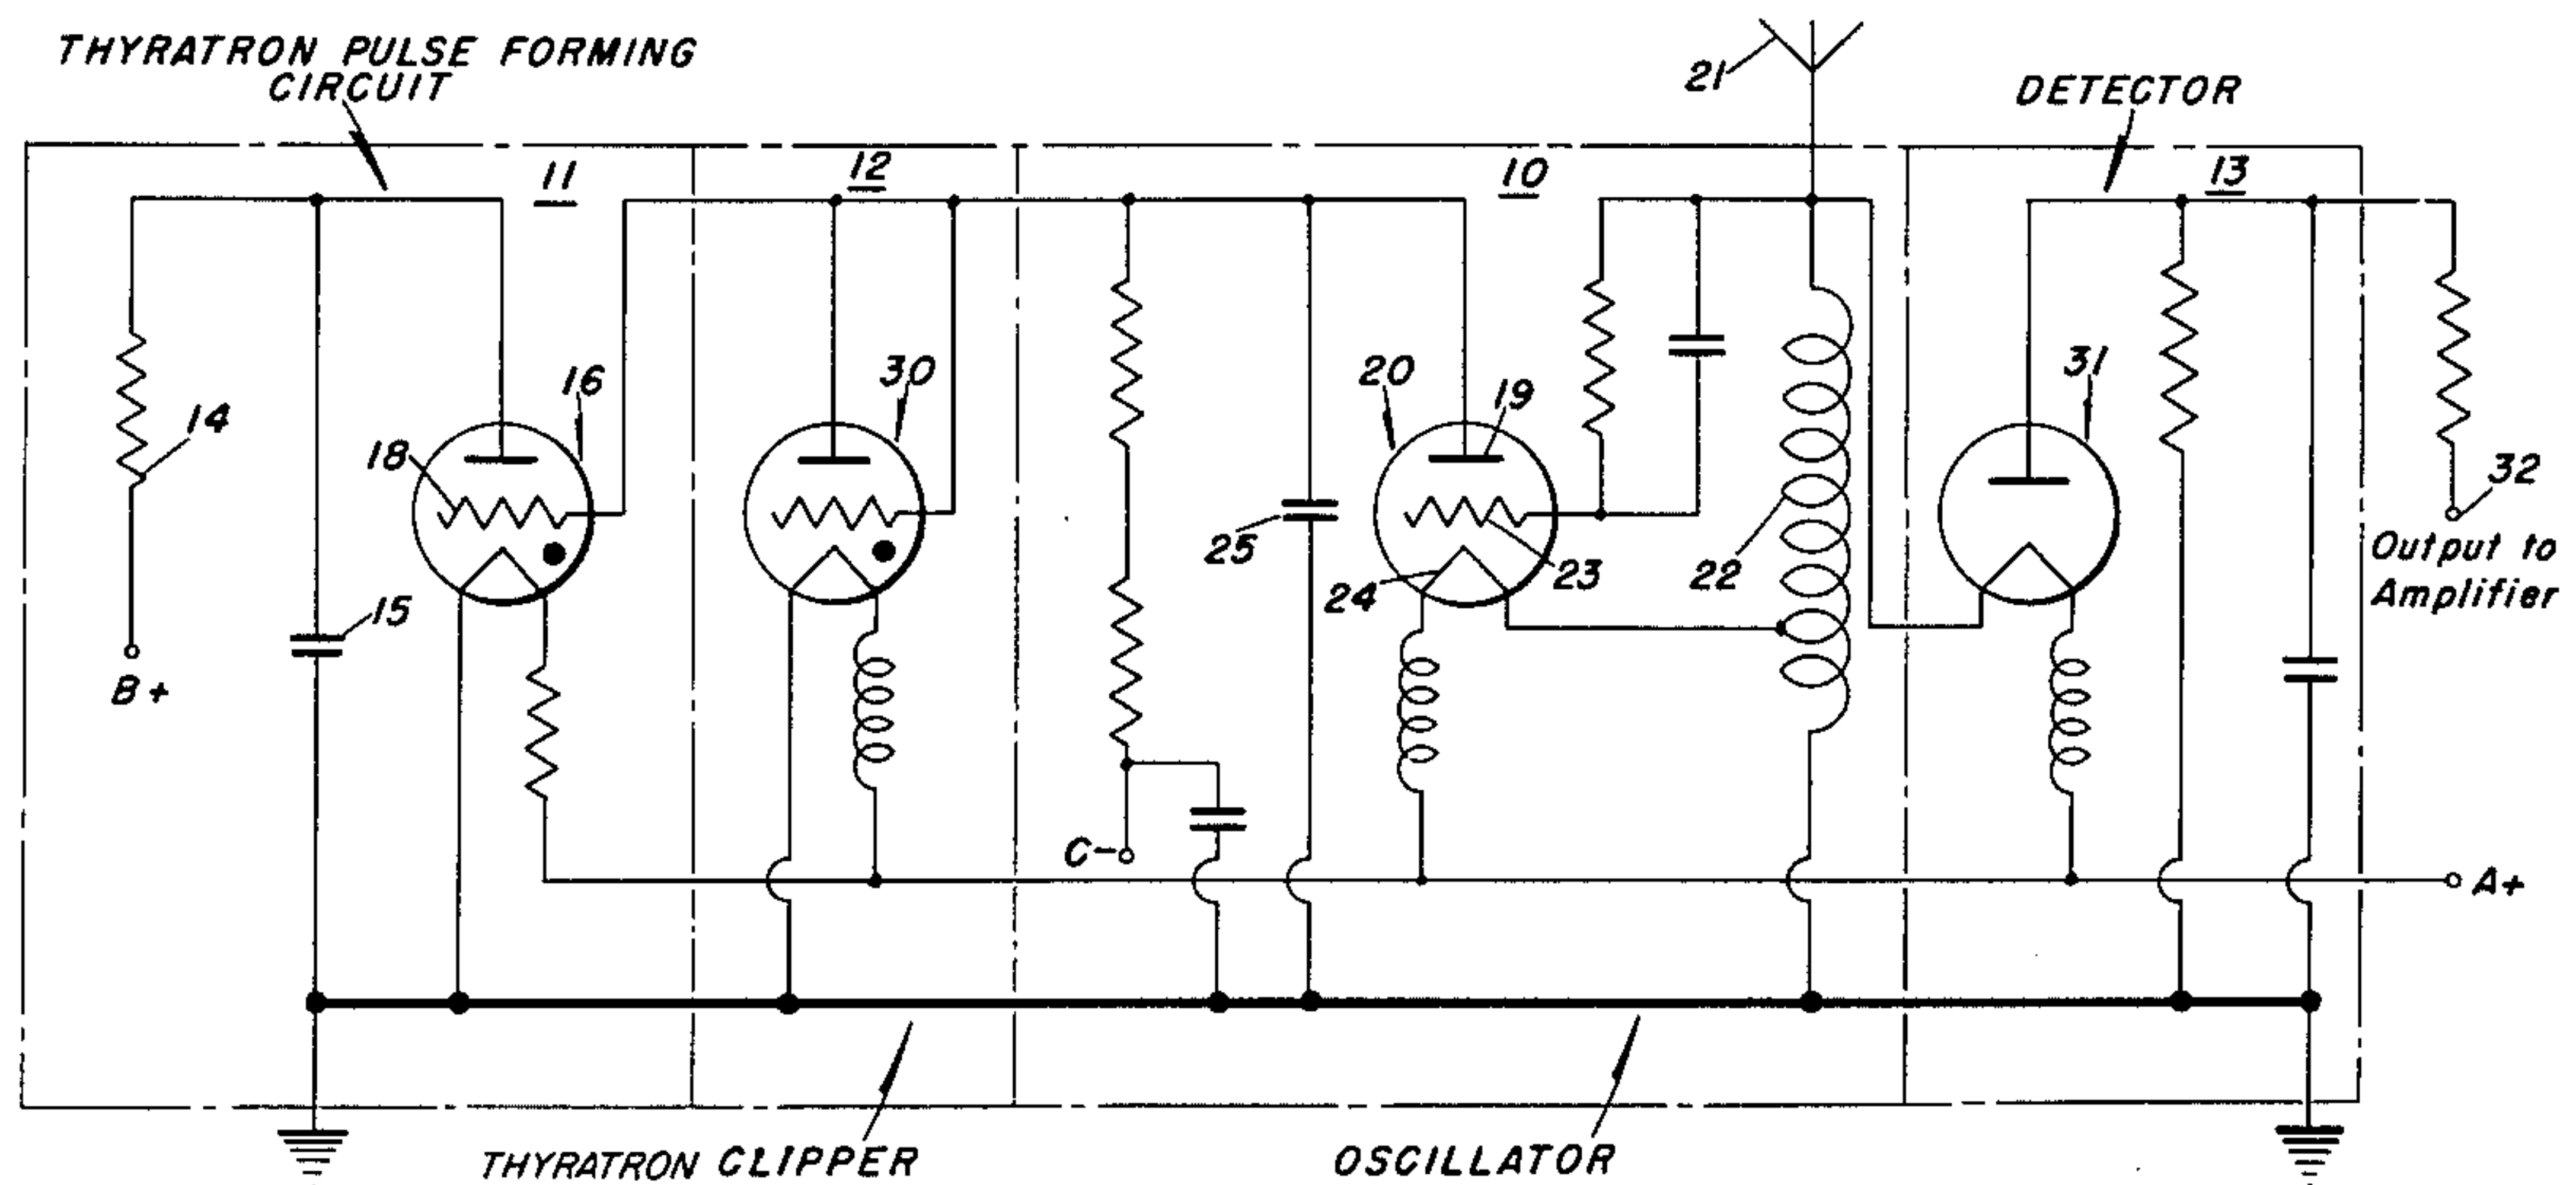 THYRATRON PULSE FORMING
CIRCUIT
21
DETECTOR
11
12
10
13
14
18
16
30
20
19
31
32
Output to
Amplifier
25
24
23
22
15
B+
C-
A+
THYRATRON CLIPPER
OSCILLATOR